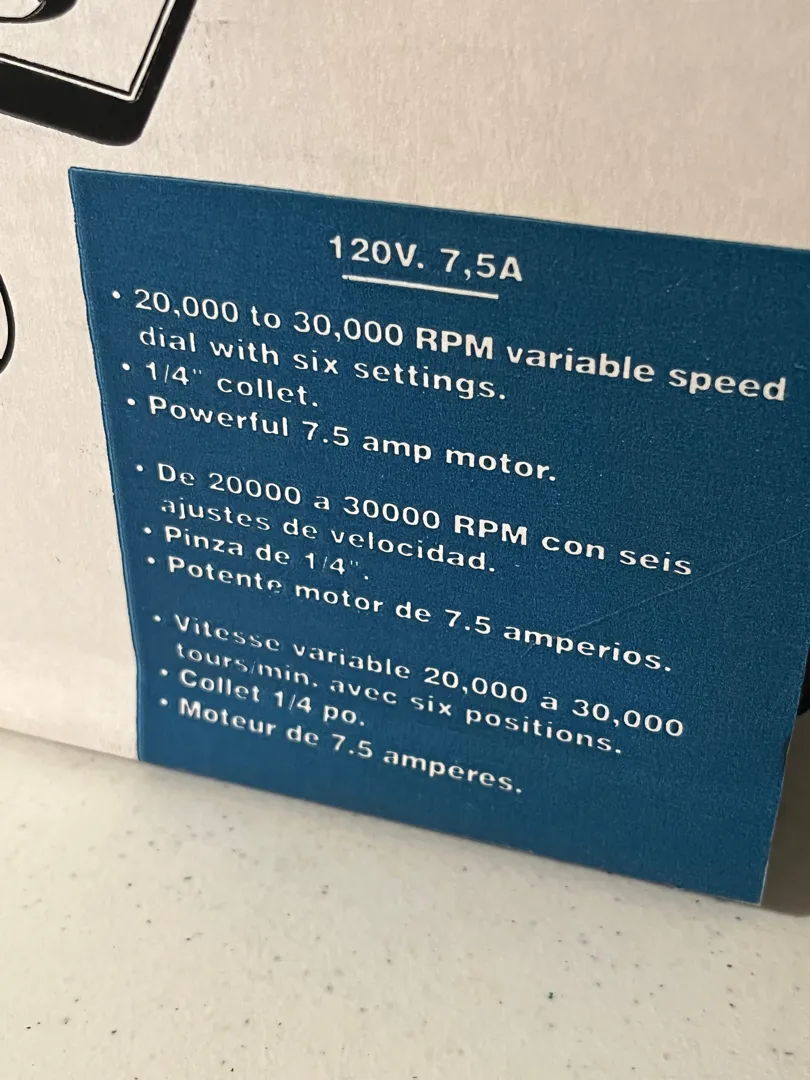 120V. 7,5A
• 20,000 to 30,000 RPM variable speed
dial with six settings.
• 1/4" collet.
• Powerful 7.5 amp motor.
• De 20000 a 30000 RPM con seis
ajustes de velocidad.
• Pinza de 1/4".
• Potente motor de 7.5 amperios.
• Vitesse variable 20,000 à 30,000
tours/min. avec six positions.
• Collet 1/4 po.
• Moteur de 7.5 amperes.